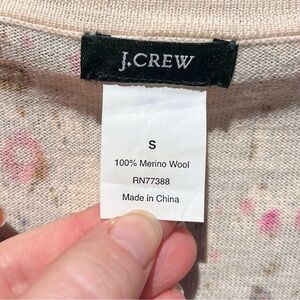 J.CREW
S
100% Merino Wool
RN77388
Made in China